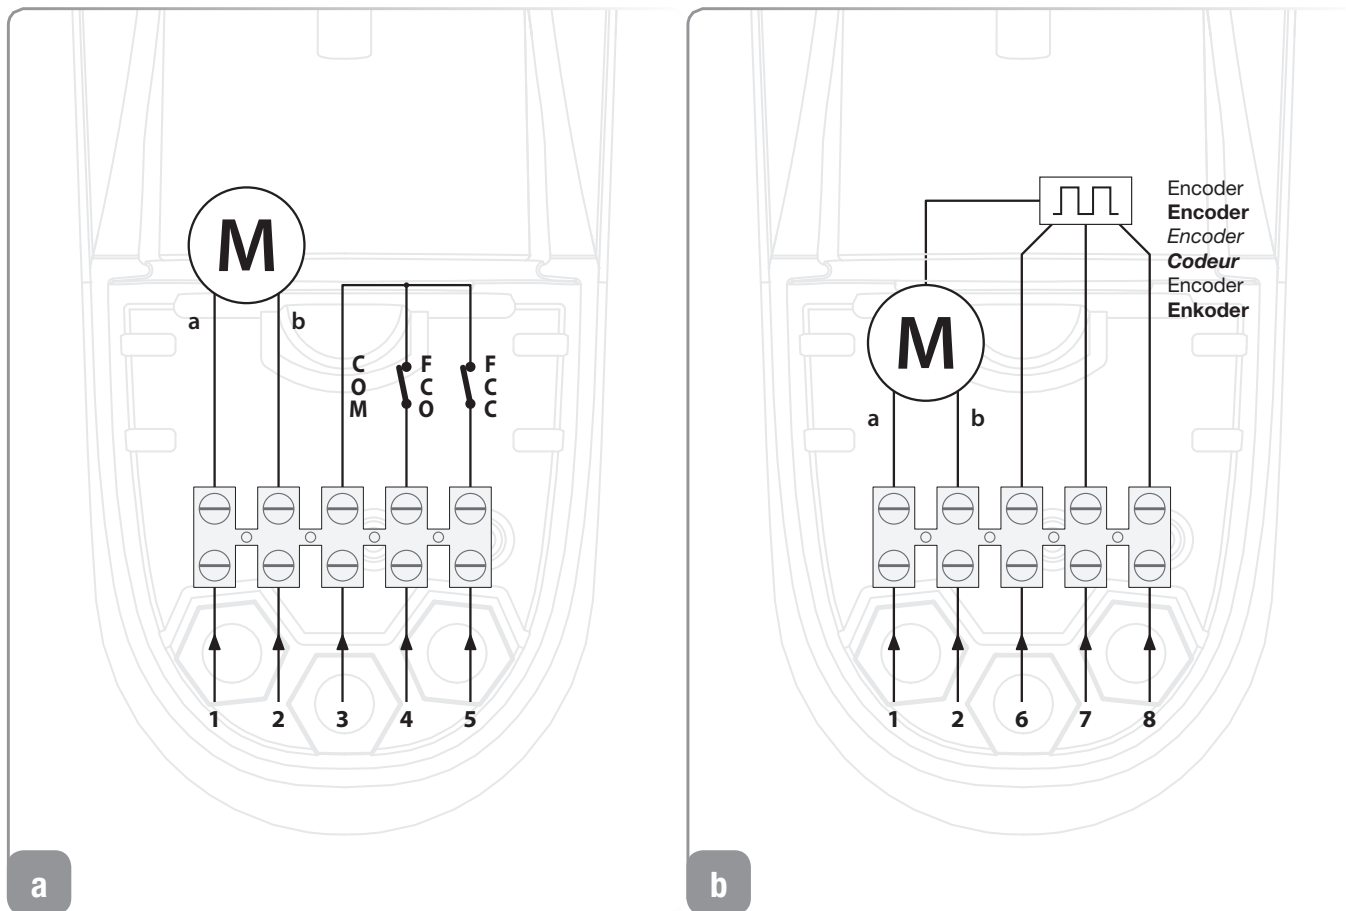 M
a b
C F F
O C C
M O C
1 2 3 4 5
a
Encoder
Encoder
Encoder
Codeur
Encoder
Enkoder
M
a b
1 2 6 7 8
b